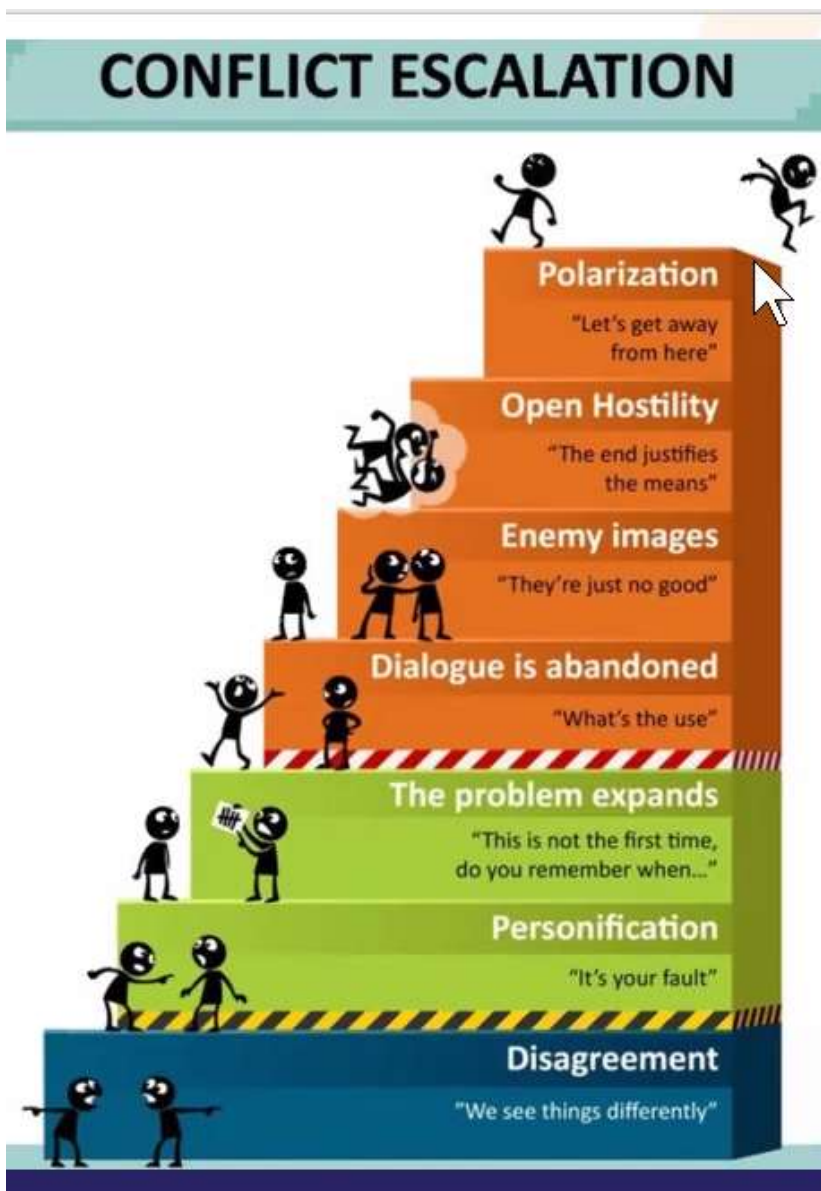 CONFLICT ESCALATION
Polarization
"Let's get away
from here"
Open Hostility
"The end justifies
the means"
Enemy images
"They're just no good"
Dialogue is abandoned
"What's the use"
The problem expands
"This is not the first time,
do you remember when..."
Personification
"It's your fault"
Disagreement
"We see things differently"